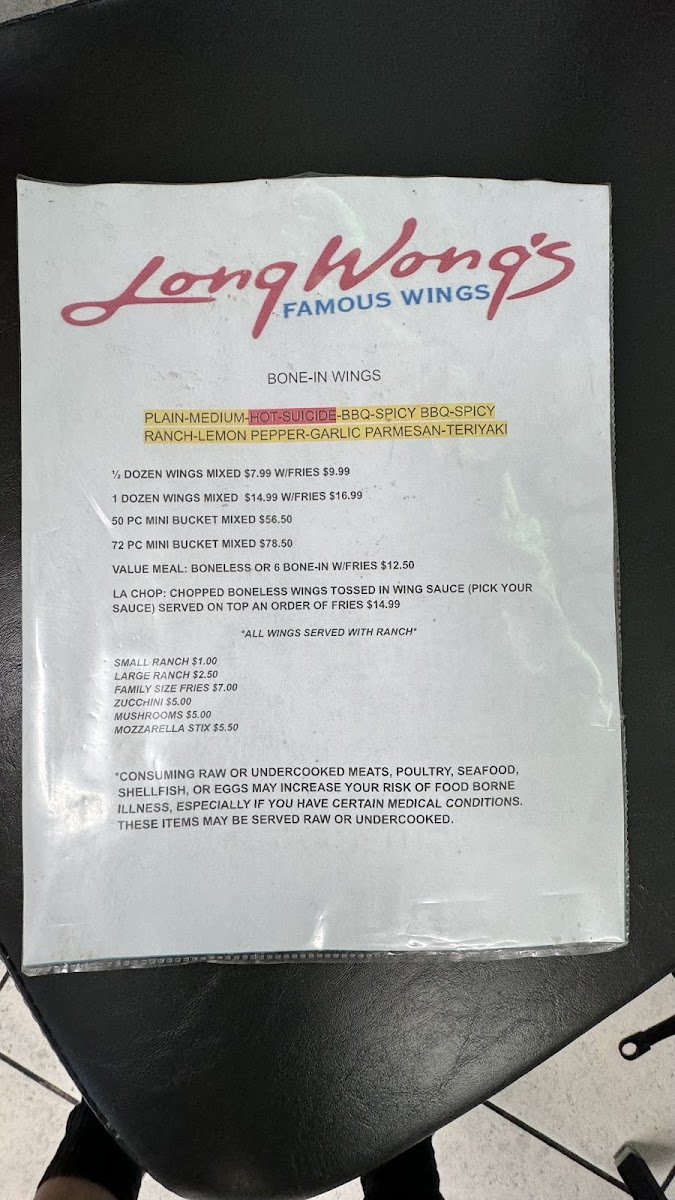 Long Wong's
FAMOUS WINGS
BONE-IN WINGS
PLAIN-MEDIUM-HOT-SUICIDE-BBQ-SPICY BBQ-SPICY
RANCH-LEMON PEPPER-GARLIC PARMESAN-TERIYAKI
½ DOZEN WINGS MIXED $7.99 W/FRIES $9.99
1 DOZEN WINGS MIXED $14.99 W/FRIES $16.99
50 PC MINI BUCKET MIXED $56.50
72 PC MINI BUCKET MIXED $78.50
VALUE MEAL: BONELESS OR 6 BONE-IN W/FRIES $12.50
LA CHOP: CHOPPED BONELESS WINGS TOSSED IN WING SAUCE (PICK YOUR
SAUCE) SERVED ON TOP AN ORDER OF FRIES $14.99
*ALL WINGS SERVED WITH RANCH*
SMALL RANCH $1.00
LARGE RANCH $2.50
FAMILY SIZE FRIES $7.00
ZUCCHINI $5.00
MUSHROOMS $5.00
MOZZARELLA STIX $5.50
*CONSUMING RAW OR UNDERCOOKED MEATS, POULTRY, SEAFOOD,
SHELLFISH, OR EGGS MAY INCREASE YOUR RISK OF FOOD BORNE
ILLNESS, ESPECIALLY IF YOU HAVE CERTAIN MEDICAL CONDITIONS.
THESE ITEMS MAY BE SERVED RAW OR UNDERCOOKED.